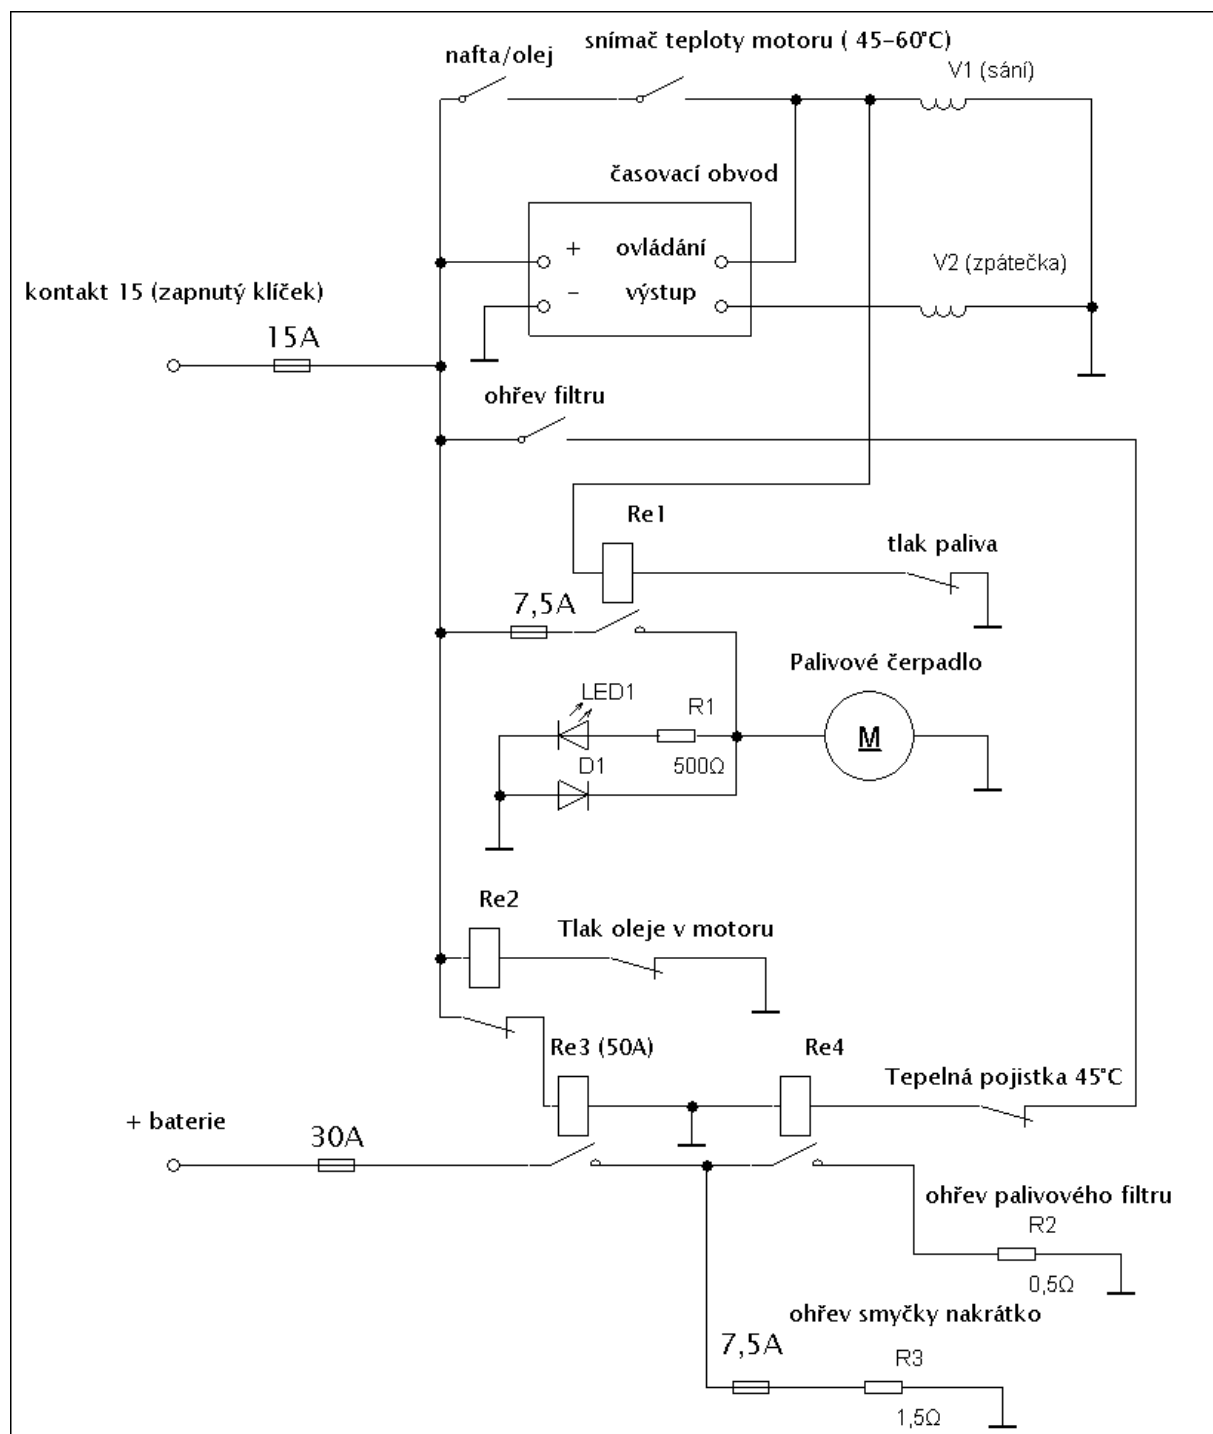 snímač teploty motoru ( 45-60°C)
nafta/olej
V1 (sání)
časovací obvod
+ ovládání
- výstup
V2 (zpátečka)
kontakt 15 (zapnutý klíček)
15A
ohřev filtru
Re1
tlak paliva
7,5A
Palivové čerpadlo
LED1
R1
M
D1
500Ω
Re2
Tlak oleje v motoru
Re3 (50A)
Re4
Tepelná pojistka 45°C
+ baterie
30A
ohřev palivového filtru
R2
0,5Ω
ohřev smyčky nakrátko
7,5A
R3
1,5Ω